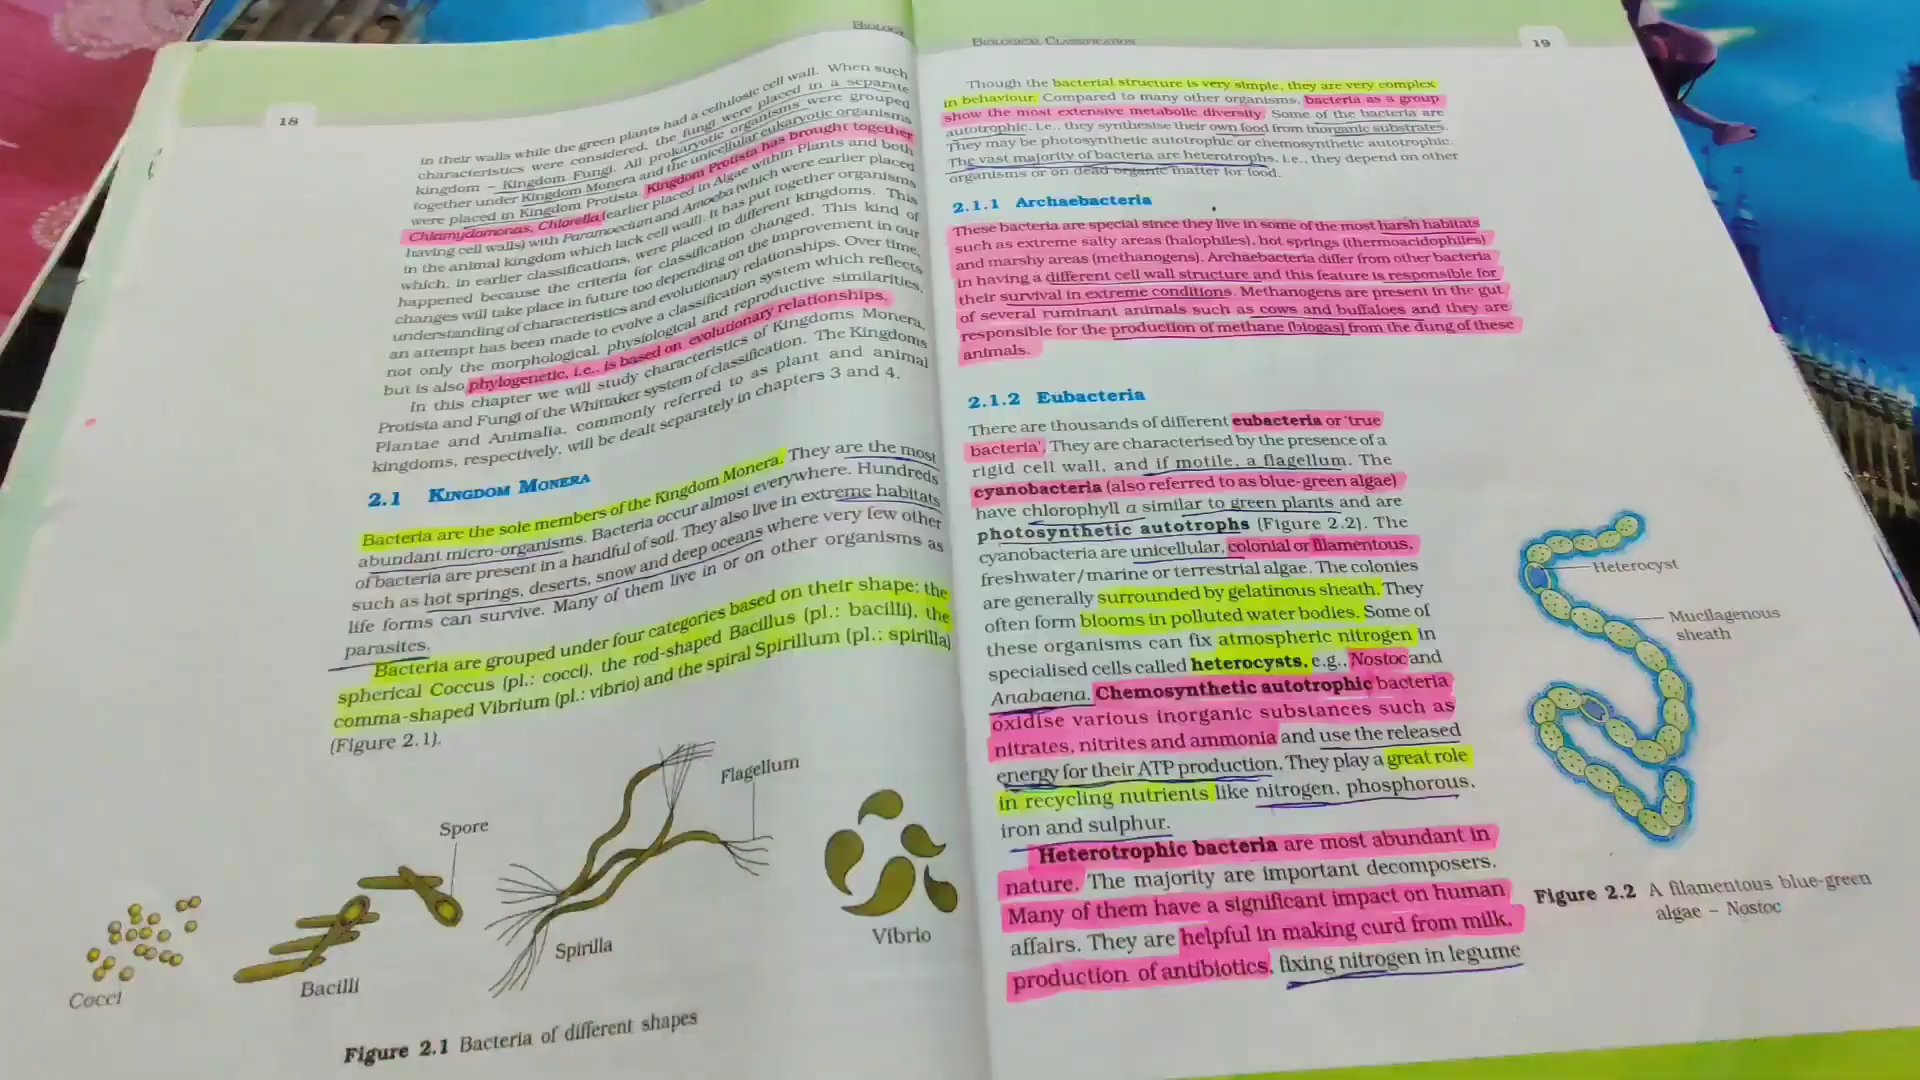 BIOLOGY
18
in their walls while the green plants had a cellulosic cell wall. When such
characteristics were considered, the fungi were placed in a separate
kingdom – Kingdom Fungi. All prokaryotic organisms were grouped
together under Kingdom Monera and the unicellular eukaryotic organisms
were placed in Kingdom Protista. Kingdom Protista has brought together
Chlamydomonas, Chlorella (earlier placed in Algae within Plants and both
having cell walls) with Paramoecium and Amoeba (which were earlier placed
in the animal kingdom which lack cell wall). It has put together organisms
which, in earlier classifications, were placed in different kingdoms. This
happened because the criteria for classification changed. This kind of
changes will take place in future too depending on the improvement in our
understanding of characteristics and evolutionary relationships. Over time,
an attempt has been made to evolve a classification system which reflects
not only the morphological, physiological and reproductive similarities,
but is also phylogenetic, i.e., is based on evolutionary relationships.
In this chapter we will study characteristics of Kingdoms Monera,
Protista and Fungi of the Whittaker system of classification. The Kingdoms
Plantae and Animalia, commonly referred to as plant and animal
kingdoms, respectively, will be dealt separately in chapters 3 and 4.
2.1 KINGDOM MONERA
Bacteria are the sole members of the Kingdom Monera. They are the most
abundant micro-organisms. Bacteria occur almost everywhere. Hundreds
of bacteria are present in a handful of soil. They also live in extreme habitats
such as hot springs, deserts, snow and deep oceans where very few other
life forms can survive. Many of them live in or on other organisms as
parasites.
Bacteria are grouped under four categories based on their shape: the
spherical Coccus (pl.: cocci), the rod-shaped Bacillus (pl.: bacilli), the
comma-shaped Vibrium (pl.: vibrio) and the spiral Spirillum (pl.: spirilla)
(Figure 2.1).
Spore
Flagellum
Cocci
Bacilli
Spirilla
Vibrio
Figure 2.1 Bacteria of different shapes
BIOLOGICAL CLASSIFICATION
19
Though the bacterial structure is very simple, they are very complex
in behaviour. Compared to many other organisms, bacteria as a group
show the most extensive metabolic diversity. Some of the bacteria are
autotrophic, i.e., they synthesise their own food from inorganic substrates.
They may be photosynthetic autotrophic or chemosynthetic autotrophic.
The vast majority of bacteria are heterotrophs, i.e., they depend on other
organisms or on dead organic matter for food.
2.1.1 Archaebacteria
These bacteria are special since they live in some of the most harsh habitats
such as extreme salty areas (halophiles), hot springs (thermoacidophiles)
and marshy areas (methanogens). Archaebacteria differ from other bacteria
in having a different cell wall structure and this feature is responsible for
their survival in extreme conditions. Methanogens are present in the gut
of several ruminant animals such as cows and buffaloes and they are
responsible for the production of methane (biogas) from the dung of these
animals.
2.1.2 Eubacteria
There are thousands of different eubacteria or 'true
bacteria'. They are characterised by the presence of a
rigid cell wall, and if motile, a flagellum. The
cyanobacteria (also referred to as blue-green algae)
have chlorophyll a similar to green plants and are
photosynthetic autotrophs (Figure 2.2). The
cyanobacteria are unicellular, colonial or filamentous,
freshwater/marine or terrestrial algae. The colonies
are generally surrounded by gelatinous sheath. They
often form blooms in polluted water bodies. Some of
these organisms can fix atmospheric nitrogen in
specialised cells called heterocysts, e.g., Nostoc and
Anabaena. Chemosynthetic autotrophic bacteria
oxidise various inorganic substances such as
nitrates, nitrites and ammonia and use the released
energy for their ATP production. They play a great role
in recycling nutrients like nitrogen, phosphorous,
iron and sulphur.
Heterotrophic bacteria are most abundant in
nature. The majority are important decomposers.
Many of them have a significant impact on human
affairs. They are helpful in making curd from milk,
production of antibiotics, fixing nitrogen in legume
Heterocyst
Mucilagenous
sheath
Figure 2.2 A filamentous blue-green
algae – Nostoc